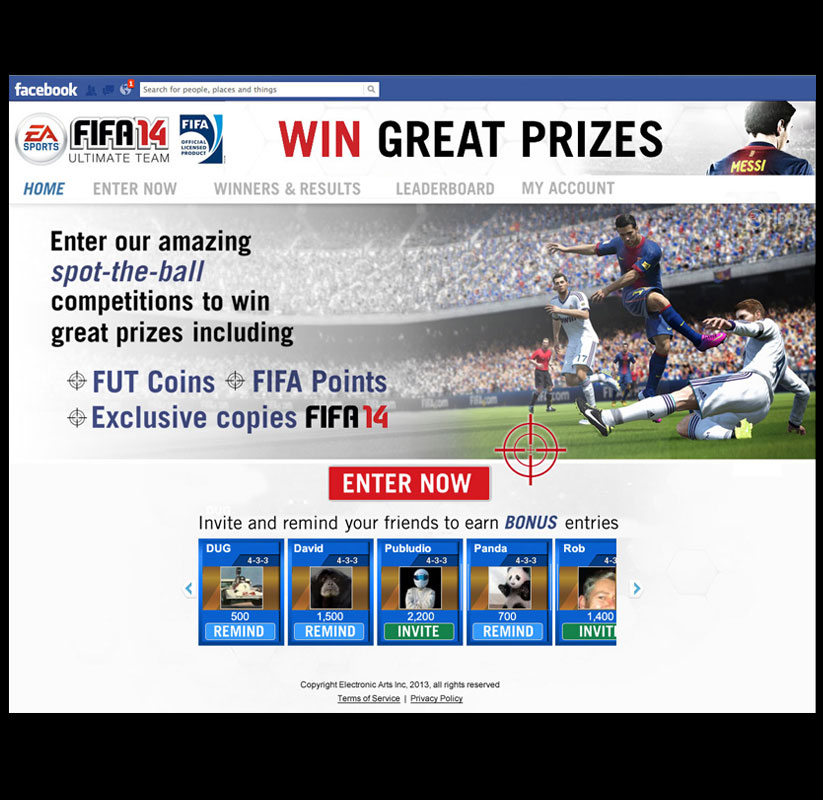 facebook
1
Search for people, places and things
EA
SPORTS
FIFA 14
ULTIMATE TEAM
FIFA
OFFICIAL
LICENSED
PRODUCT
WIN GREAT PRIZES
MESSI
HOME ENTER NOW WINNERS & RESULTS LEADERBOARD MY ACCOUNT
Enter our amazing
spot-the-ball
competitions to win
great prizes including
FUT Coins FIFA Points
Exclusive copies FIFA 14
17
ENTER NOW
Invite and remind your friends to earn BONUS entries
DUG David Publudio Panda Rob
4-3-3 4-3-3 4-3-3 4-3-3 4-3-3
500 1,500 2,200 700 1,400
REMIND REMIND INVITE REMIND INVIT
Copyright Electronic Arts Inc, 2013, all rights reserved
Terms of Service | Privacy Policy